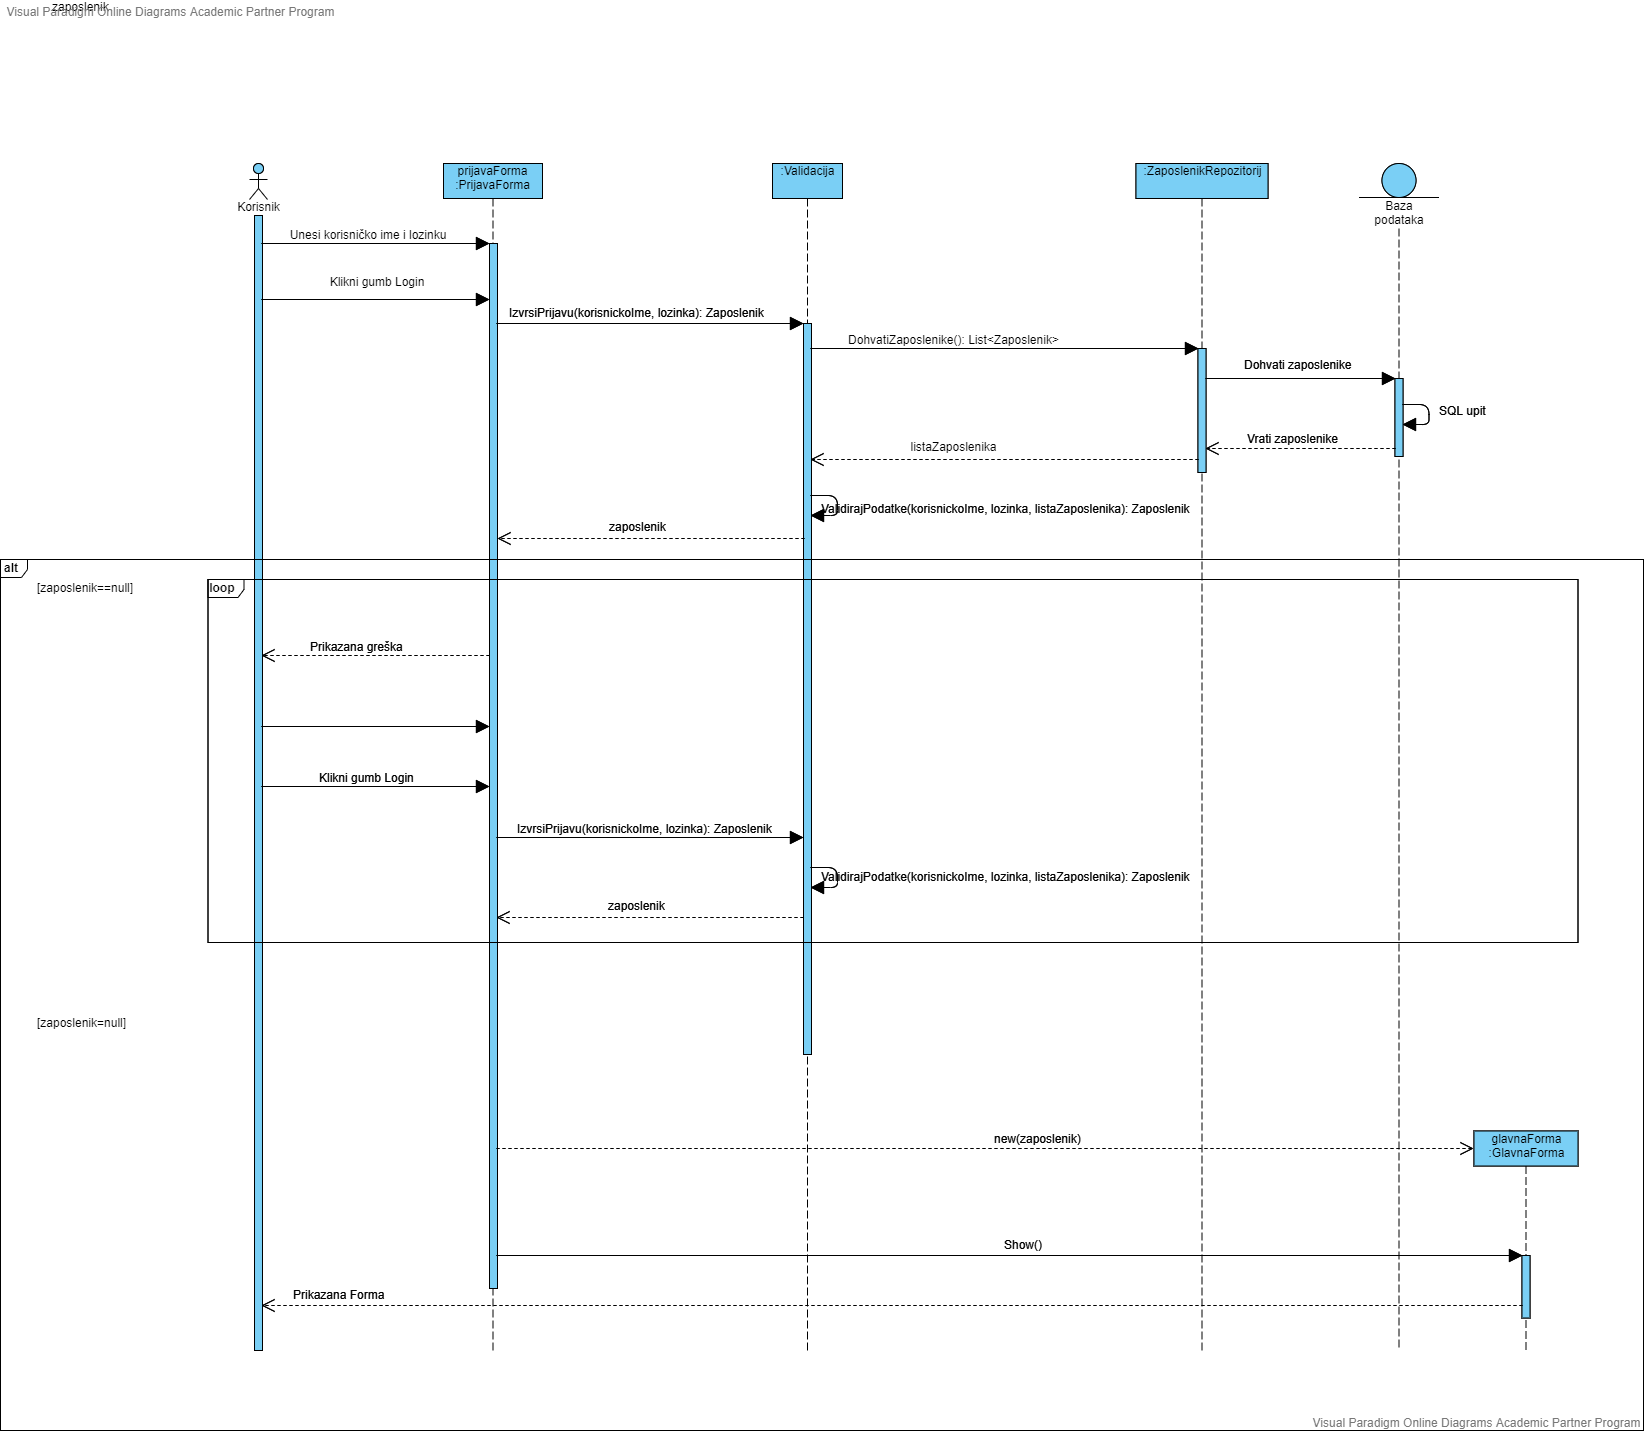 zaposlenik
Visual Paradigm Online Diagrams Academic Partner Program
Korisnik
prijavaForma
:PrijavaForma
:Validacija
:ZaposlenikRepozitorij
Baza
podataka
Unesi korisničko ime i lozinku
Klikni gumb Login
IzvrsiPrijavu(korisnickoIme, lozinka): Zaposlenik
DohvatiZaposlenike(): List<Zaposlenik>
Dohvati zaposlenike
SQL upit
Vrati zaposlenike
listaZaposlenika
ValidirajPodatke(korisnickoIme, lozinka, listaZaposlenika): Zaposlenik
zaposlenik
alt
[zaposlenik==null]
loop
Prikazana greška
Klikni gumb Login
IzvrsiPrijavu(korisnickoIme, lozinka): Zaposlenik
ValidirajPodatke(korisnickoIme, lozinka, listaZaposlenika): Zaposlenik
zaposlenik
[zaposlenik=null]
new(zaposlenik)
glavnaForma
:GlavnaForma
Show()
Prikazana Forma
Visual Paradigm Online Diagrams Academic Partner Program